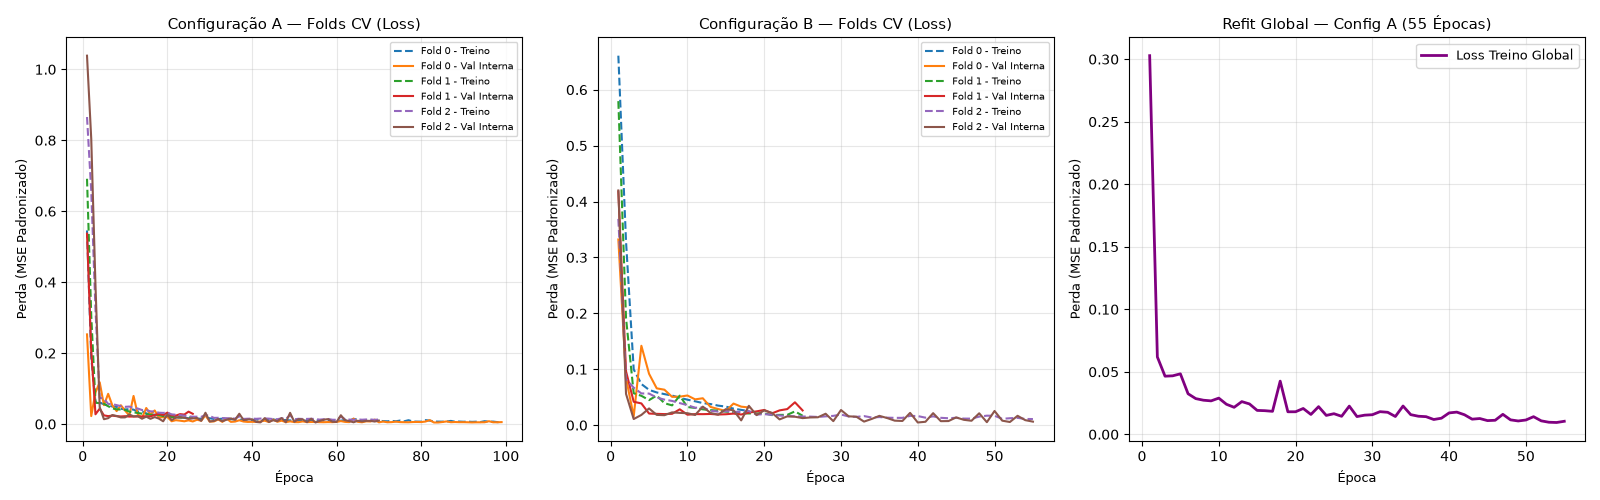 Configuração A — Folds CV (Loss)
Perda (MSE Padronizado)
1.0
0.8
0.6
0.4
0.2
0.0
0 20 40 60 80 100
Época
Fold 0 - Treino
Fold 0 - Val Interna
Fold 1 - Treino
Fold 1 - Val Interna
Fold 2 - Treino
Fold 2 - Val Interna
Configuração B — Folds CV (Loss)
Perda (MSE Padronizado)
0.6
0.5
0.4
0.3
0.2
0.1
0.0
0 10 20 30 40 50
Época
Fold 0 - Treino
Fold 0 - Val Interna
Fold 1 - Treino
Fold 1 - Val Interna
Fold 2 - Treino
Fold 2 - Val Interna
Refit Global — Config A (55 Épocas)
Perda (MSE Padronizado)
0.30
0.25
0.20
0.15
0.10
0.05
0.00
0 10 20 30 40 50
Época
Loss Treino Global